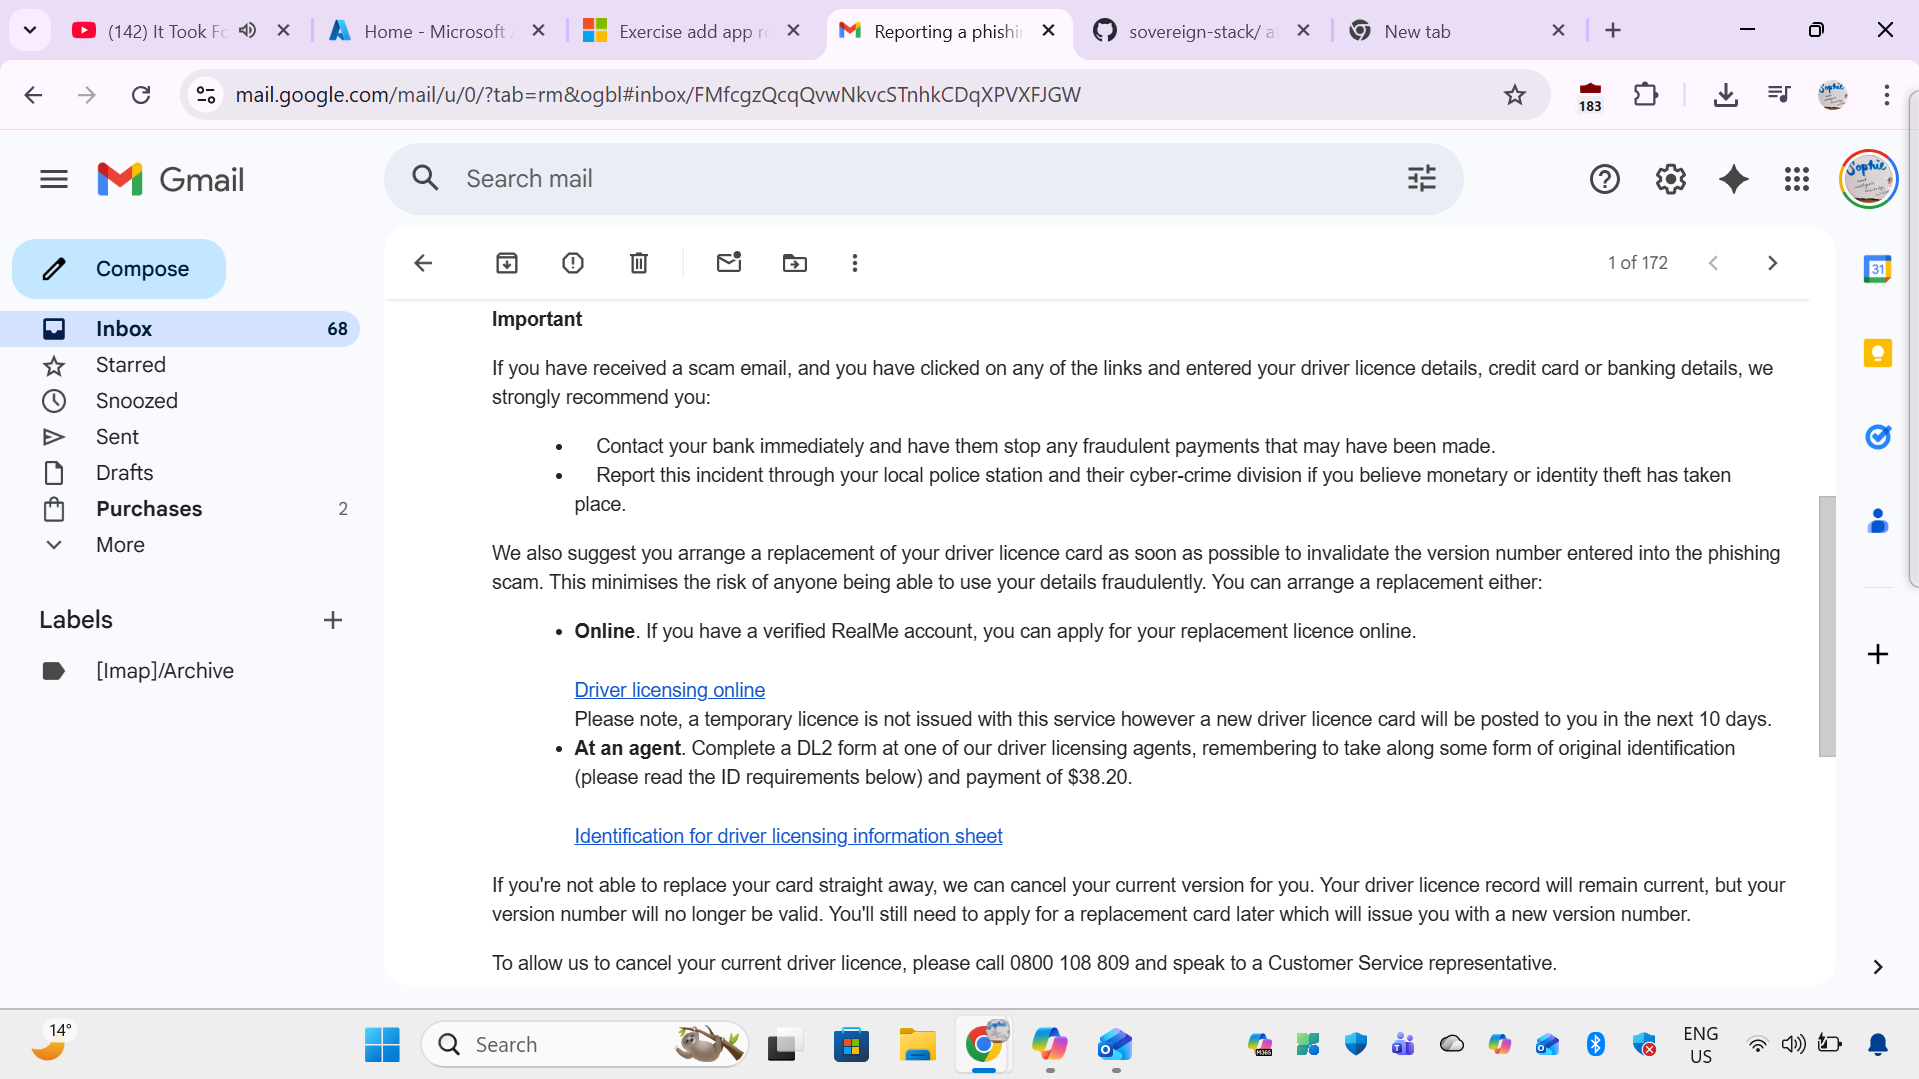 (142) It Took Fo
Home - Microsoft A
Exercise add app r
Reporting a phishi
sovereign-stack/ a
New tab
mail.google.com/mail/u/0/?tab=rm&ogbl#inbox/FMfcgzQcqQvwNkvcSTnhkCDqXPVXFJGW
183
Gmail
Search mail
Sophie
Compose
1 of 172
31
Inbox 68
Starred
Snoozed
Sent
Drafts
Purchases 2
More
Labels
[Imap]/Archive
Important
If you have received a scam email, and you have clicked on any of the links and entered your driver licence details, credit card or banking details, we
strongly recommend you:
• Contact your bank immediately and have them stop any fraudulent payments that may have been made.
• Report this incident through your local police station and their cyber-crime division if you believe monetary or identity theft has taken
place.
We also suggest you arrange a replacement of your driver licence card as soon as possible to invalidate the version number entered into the phishing
scam. This minimises the risk of anyone being able to use your details fraudulently. You can arrange a replacement either:
• Online. If you have a verified RealMe account, you can apply for your replacement licence online.
Driver licensing online
Please note, a temporary licence is not issued with this service however a new driver licence card will be posted to you in the next 10 days.
• At an agent. Complete a DL2 form at one of our driver licensing agents, remembering to take along some form of original identification
(please read the ID requirements below) and payment of $38.20.
Identification for driver licensing information sheet
If you're not able to replace your card straight away, we can cancel your current version for you. Your driver licence record will remain current, but your
version number will no longer be valid. You'll still need to apply for a replacement card later which will issue you with a new version number.
To allow us to cancel your current driver licence, please call 0800 108 809 and speak to a Customer Service representative.
14°
Search
M365
ENG
US